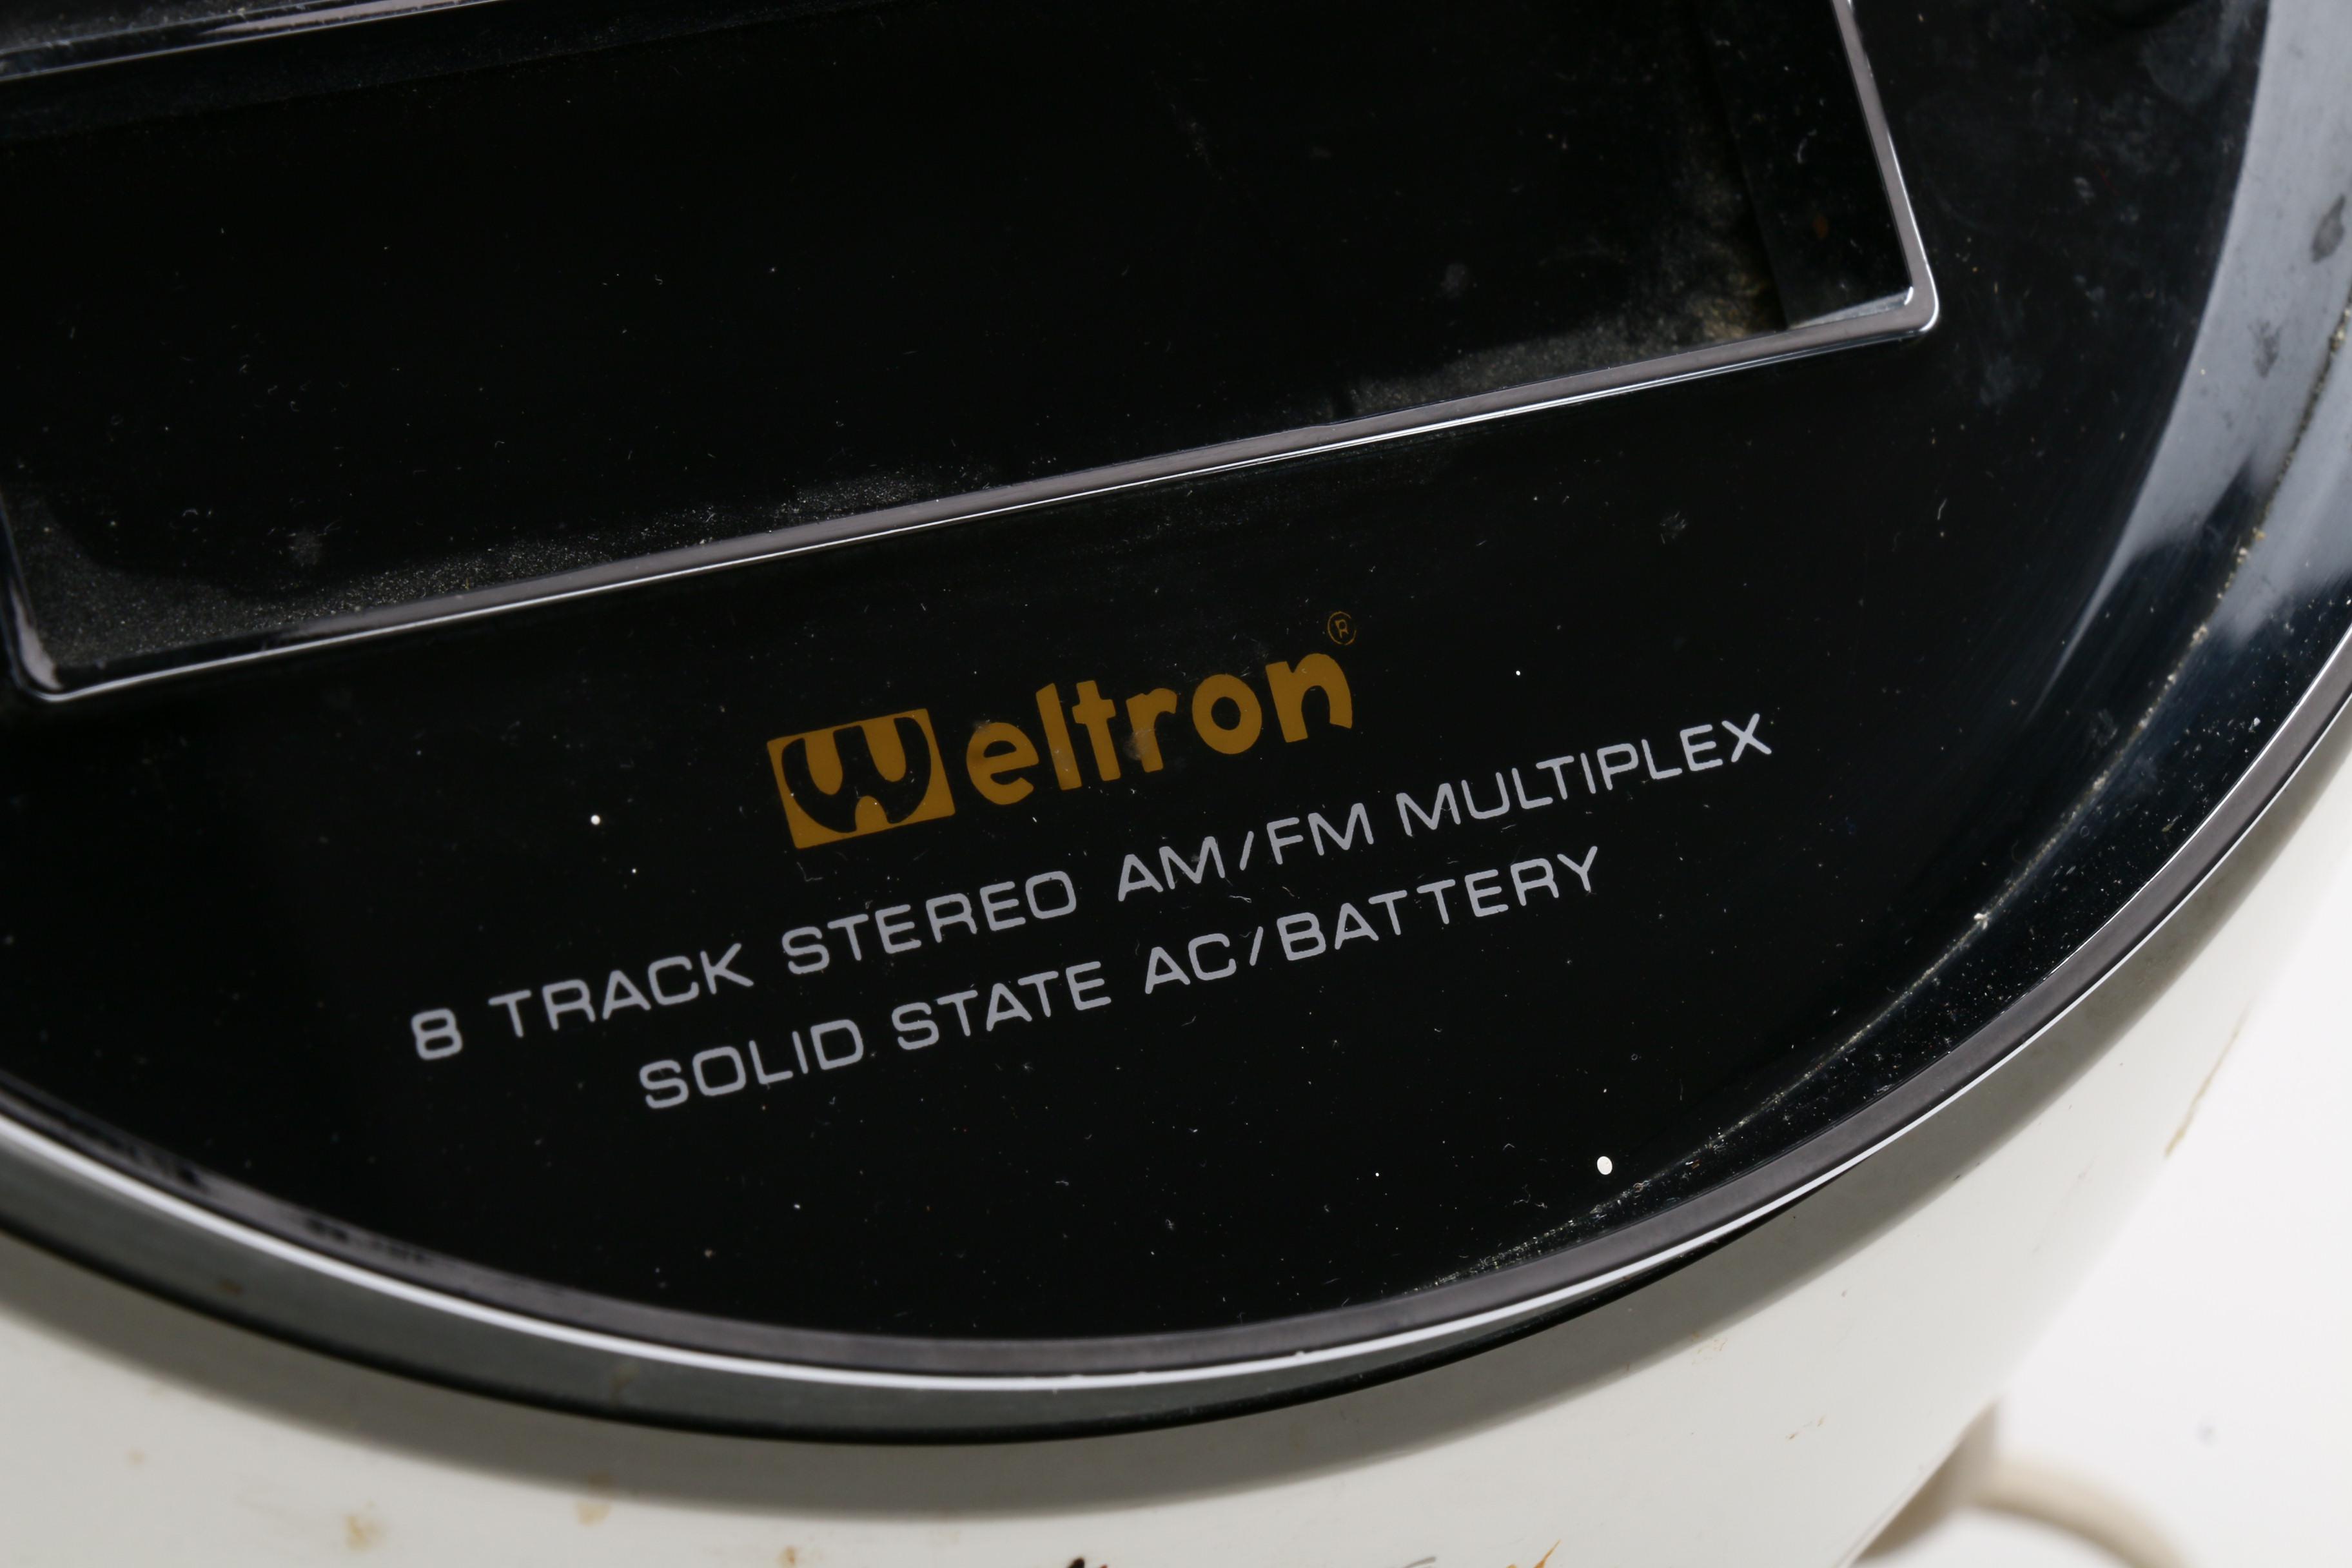 Weltron®
8 TRACK STEREO AM/FM MULTIPLEX
SOLID STATE AC/BATTERY